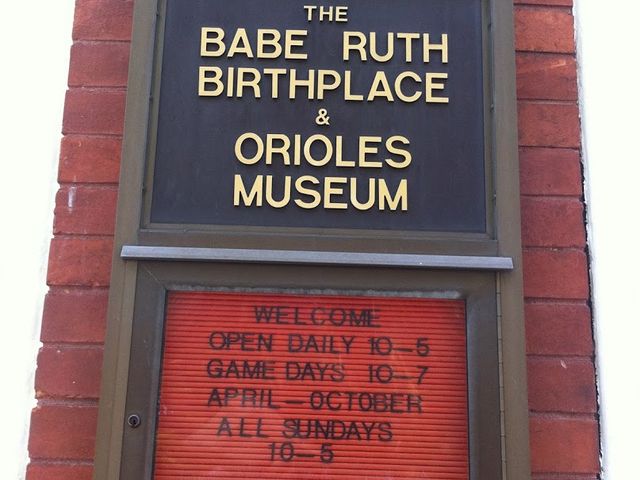 THE
BABE RUTH
BIRTHPLACE
&
ORIOLES
MUSEUM
WELCOME
OPEN DAILY 10-5
GAME DAYS 10-7
APRIL-OCTOBER
ALL SUNDAYS
10-5